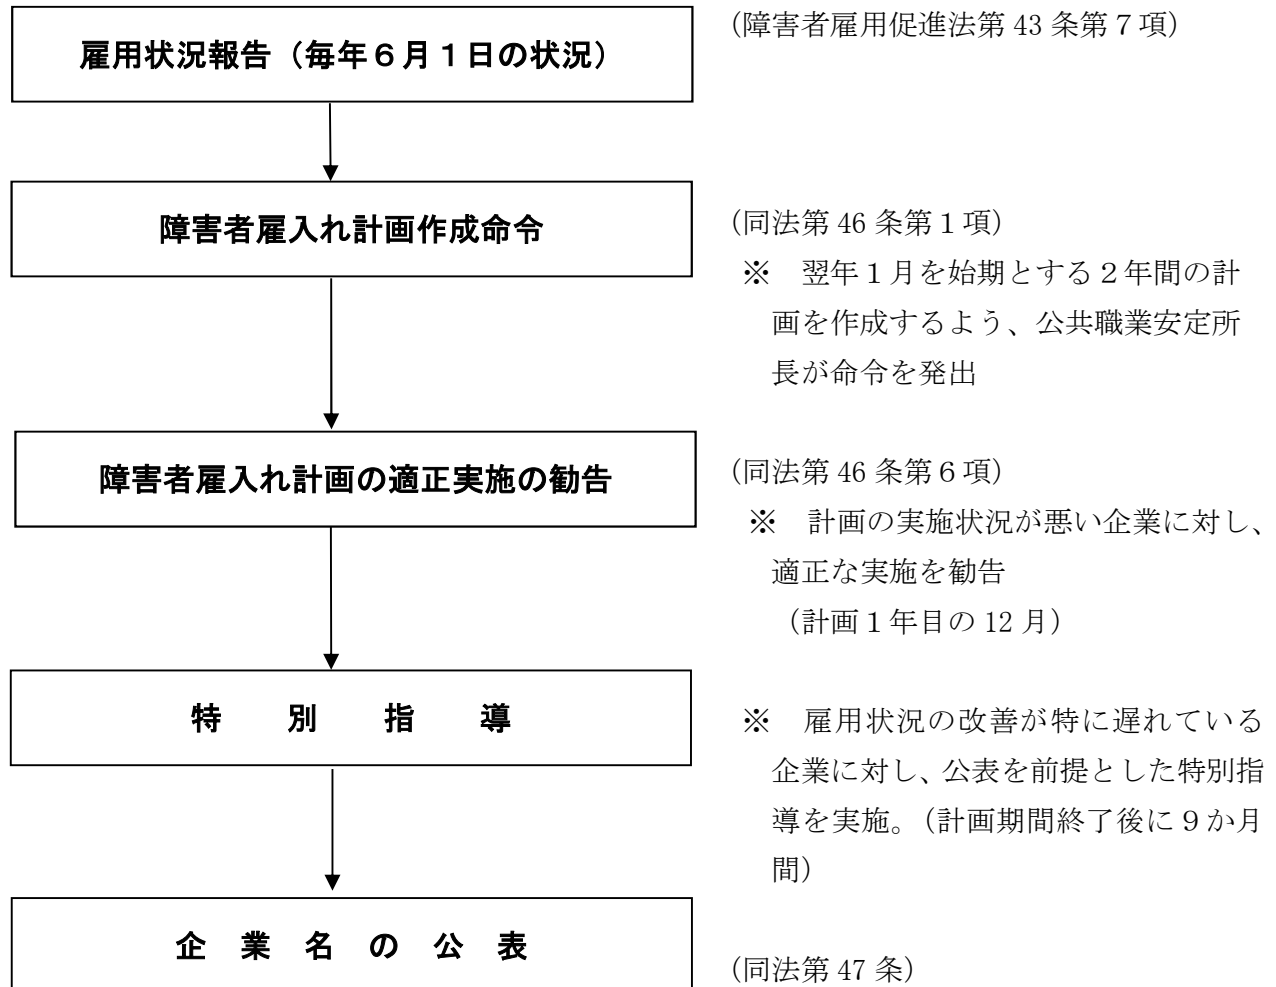 雇用状況報告（毎年６月１日の状況）
（障害者雇用促進法第 43 条第７項）
障害者雇入れ計画作成命令
（同法第 46 条第１項）
※　翌年１月を始期とする２年間の計
画を作成するよう、公共職業安定所
長が命令を発出
障害者雇入れ計画の適正実施の勧告
（同法第 46 条第６項）
※　計画の実施状況が悪い企業に対し、
適正な実施を勧告
（計画１年目の 12 月）
特　別　指　導
※　雇用状況の改善が特に遅れている
企業に対し、公表を前提とした特別指
導を実施。（計画期間終了後に９か月
間）
企　業　名　の　公　表
（同法第 47 条）